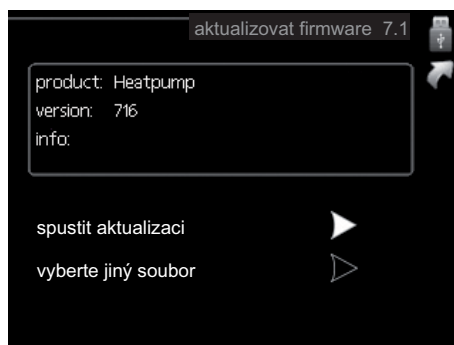 aktualizovat firmware 7.1
product: Heatpump
version: 716
info:
spustit aktualizaci
vyberte jiný soubor